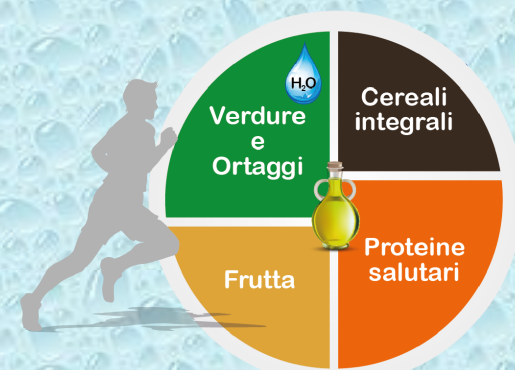 H₂O
Verdure
e
Ortaggi
Cereali
integrali
Frutta
Proteine
salutari